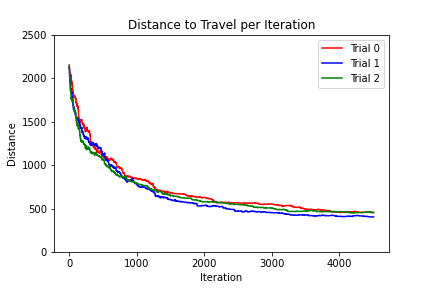 Distance to Travel per Iteration
2500
2000
1500
1000
500
0
Distance
Trial 0
Trial 1
Trial 2
0 1000 2000 3000 4000
Iteration